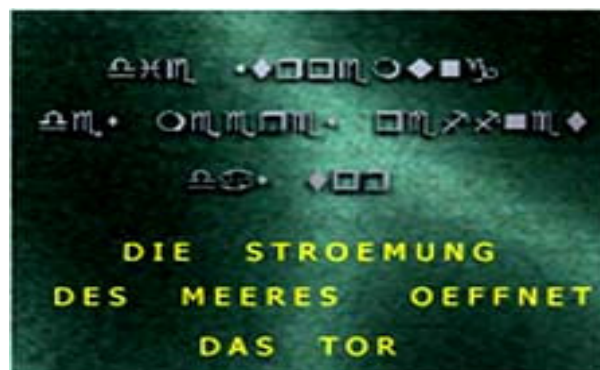 ♎♓♏ ⬧⧫❒□♏❍◆■♑
♎♏⬧ ❍♏♏❒♏⬧ □♏♐♐■♏⧫
♎♋⬧ ⧫□❒
DIE STROEMUNG
DES MEERES OEFFNET
DAS TOR